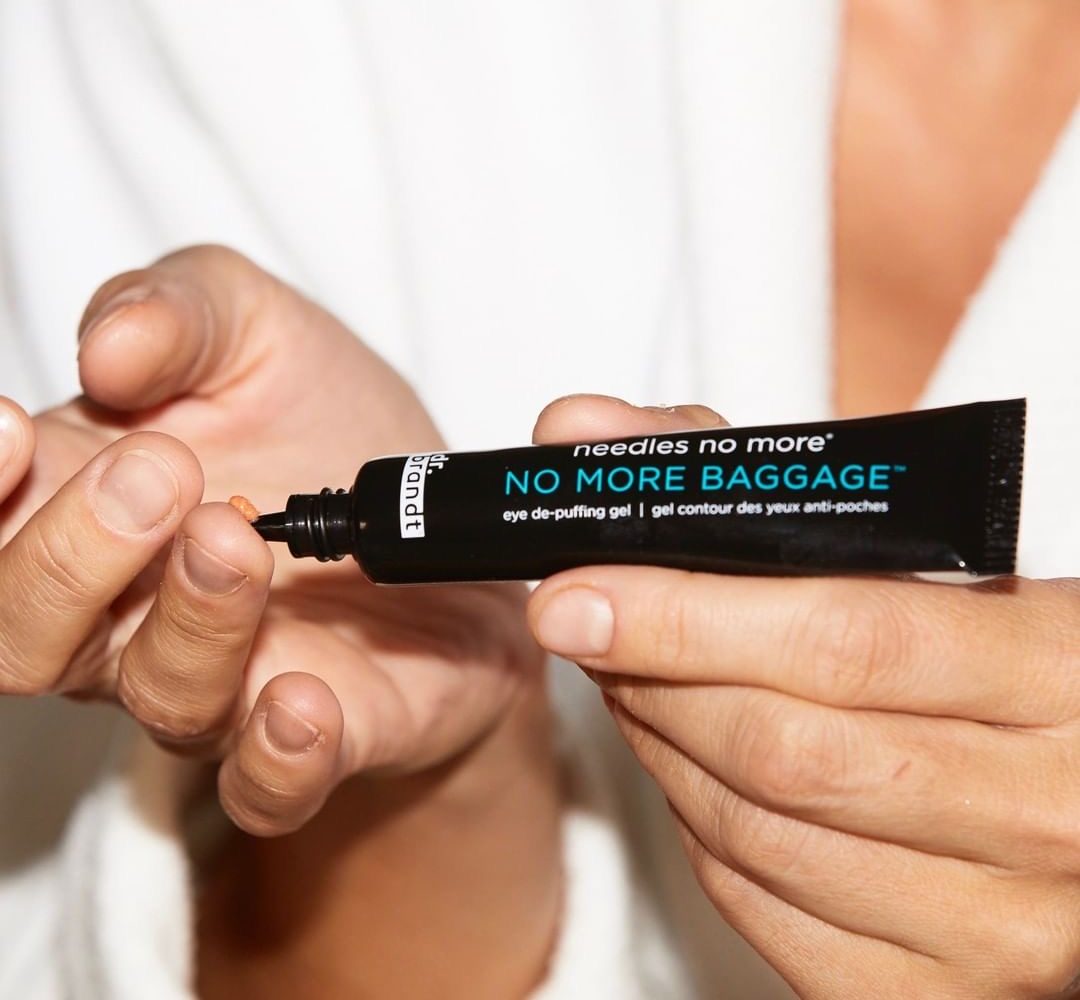 dr.
brandt
needles no more®
NO MORE BAGGAGE™
eye de-puffing gel | gel contour des yeux anti-poches